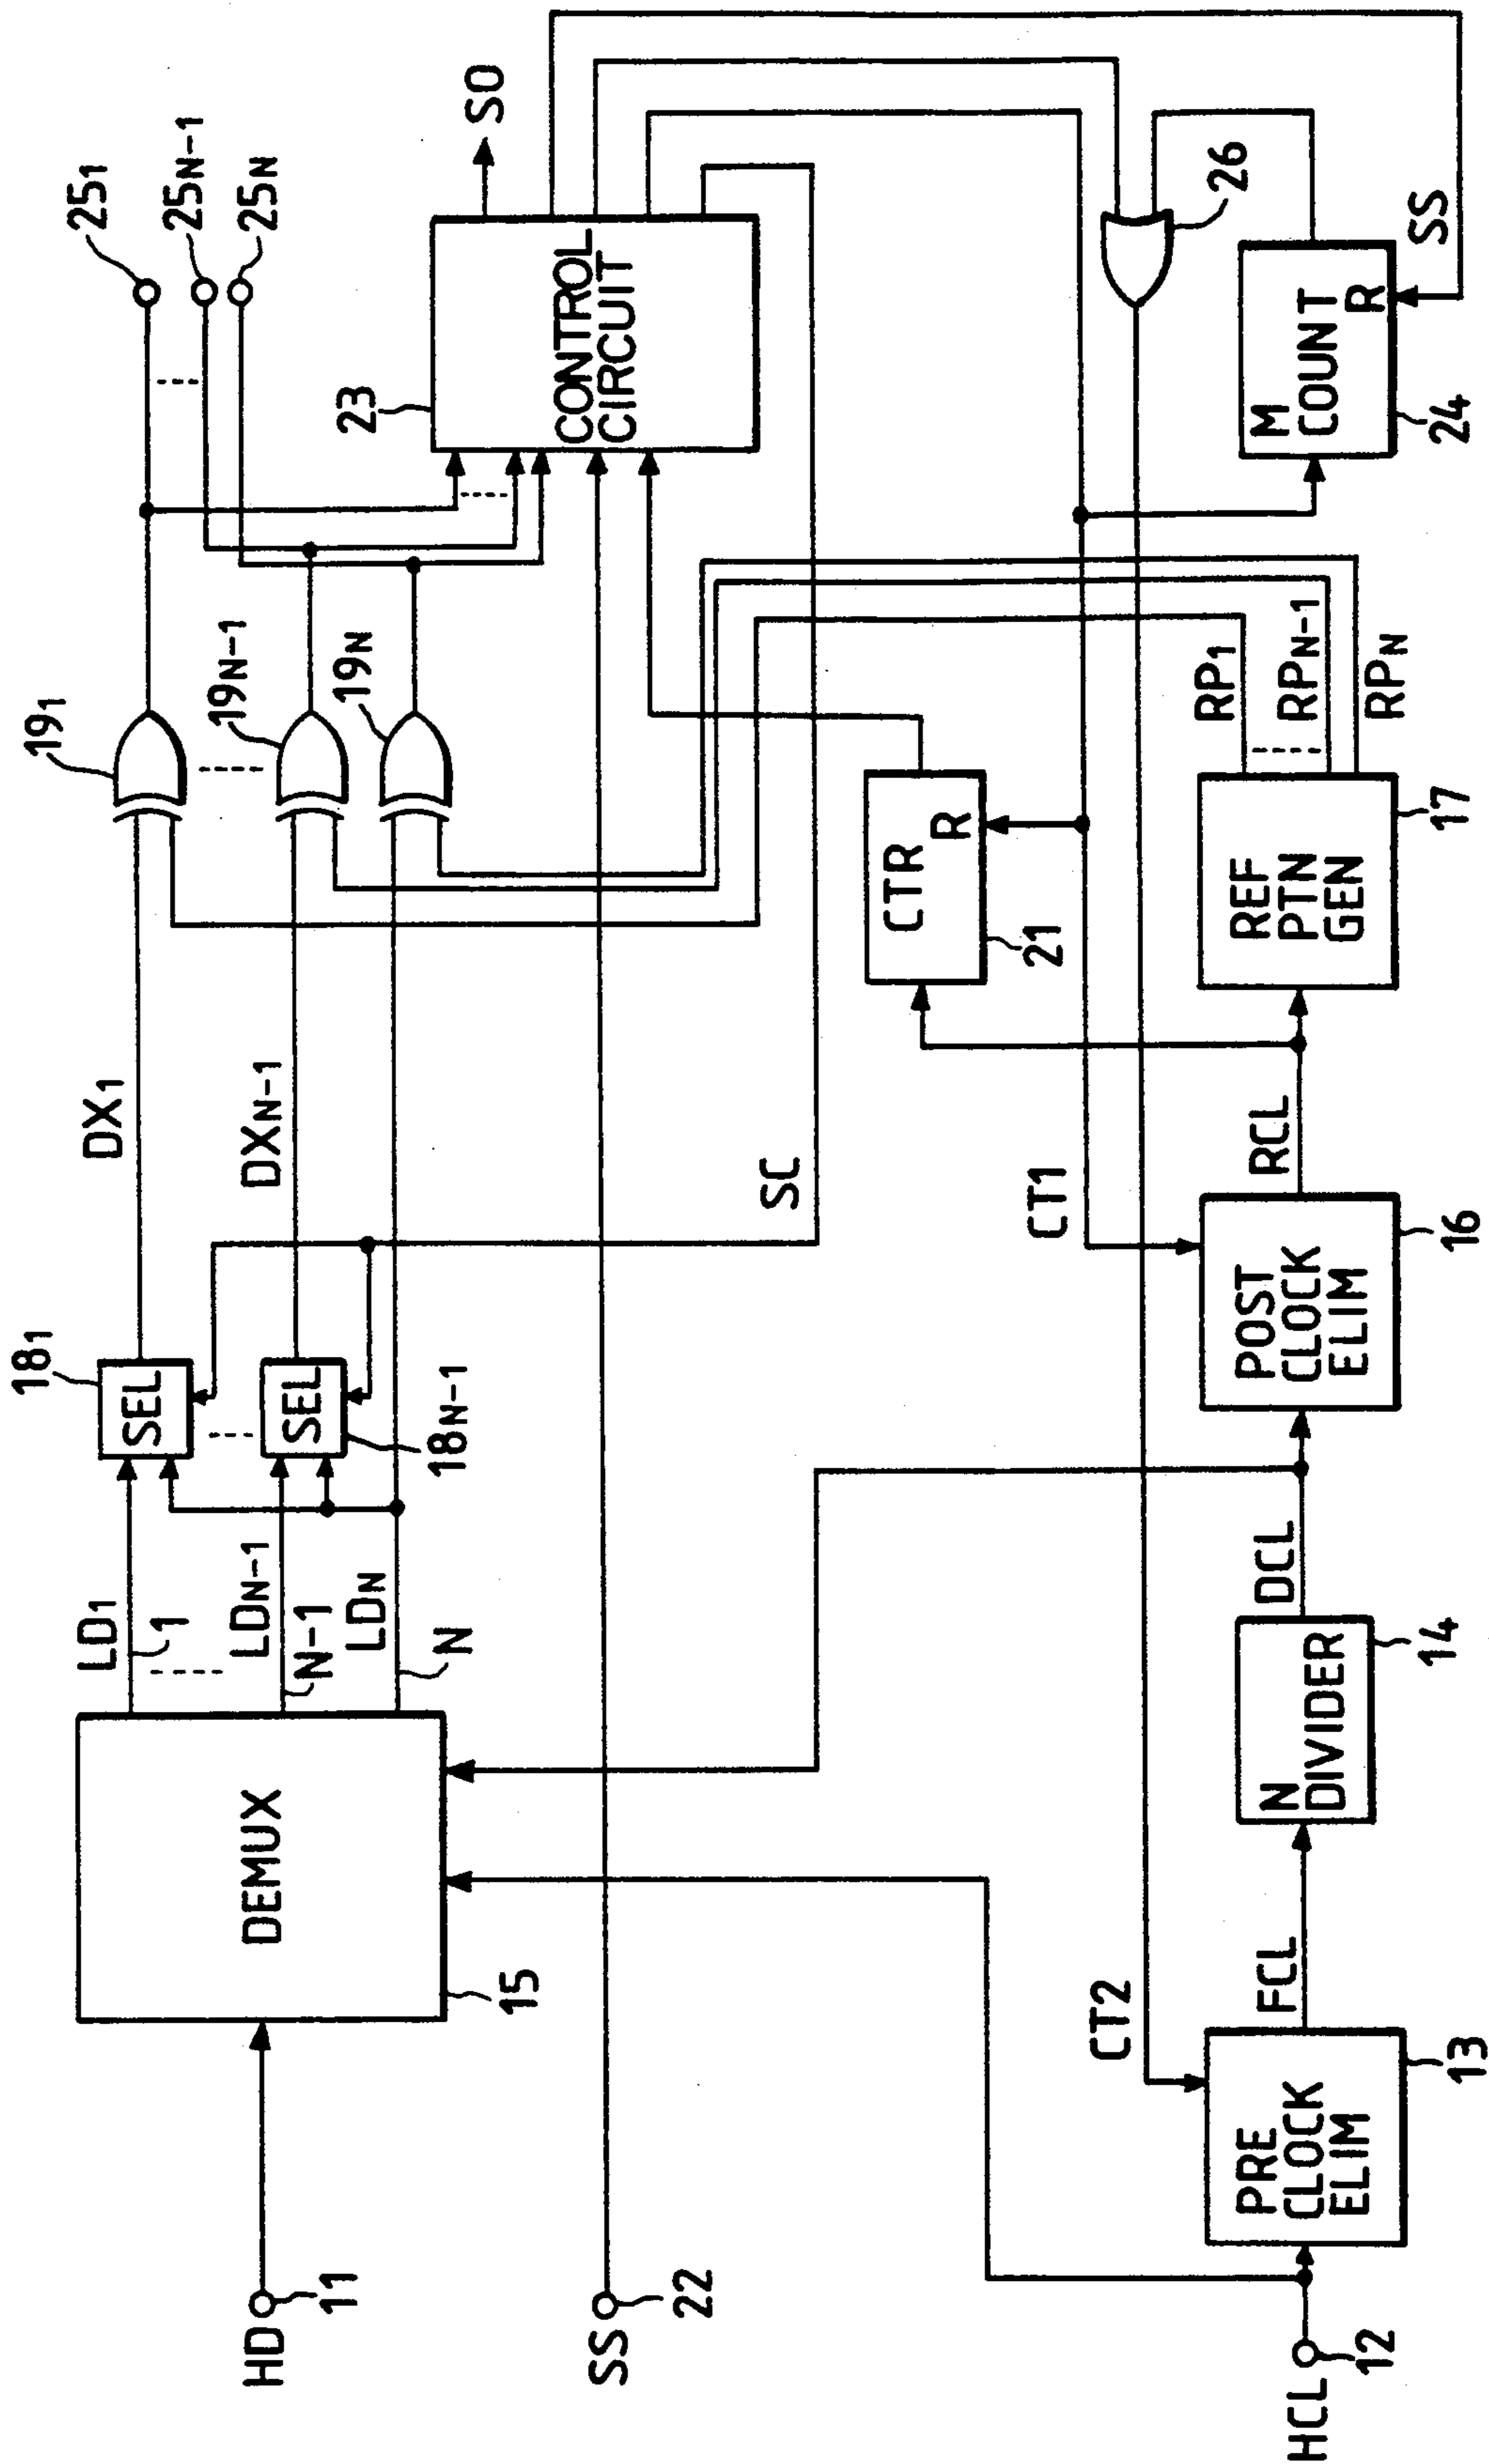 HD
11
DEMUX
15
LD1
1
LDN-1
N-1
LDN
N
181
SEL
SEL
18N-1
DX1
DXN-1
191
19N-1
19N
251
25N-1
25N
SS
22
SC
23
CONTROL
CIRCUIT
SO
CTR
R
21
CT1
CT2
26
M
COUNT
R
24
SS
HCL
12
PRE
CLOCK
ELIM
13
FCL
N
DIVIDER
14
DCL
POST
CLOCK
ELIM
16
RCL
REF
PTN
GEN
17
RP1
RPN-1
RPN